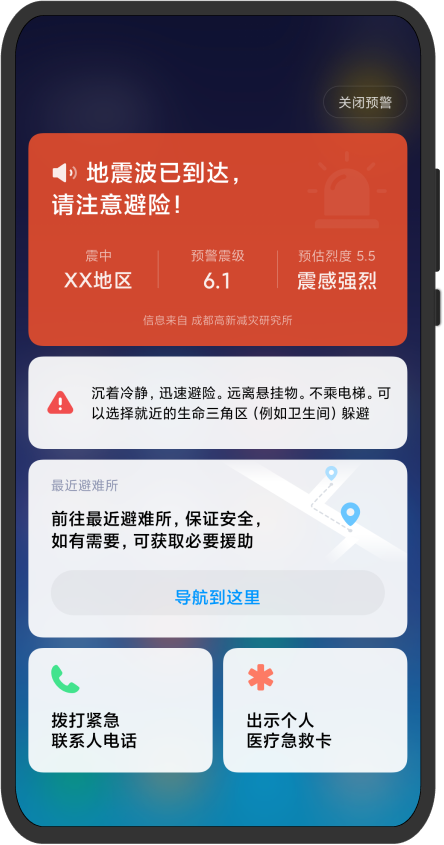 关闭预警
地震波已到达，
请注意避险！
震中
预警震级
预估烈度 5.5
XX地区
6.1
震感强烈
信息来自 成都高新减灾研究所
沉着冷静，迅速避险。远离悬挂物。不乘电梯。可
以选择就近的生命三角区（例如卫生间）躲避
最近避难所
前往最近避难所，保证安全，
如有需要，可获取必要援助
导航到这里
拨打紧急
联系人电话
出示个人
医疗急救卡